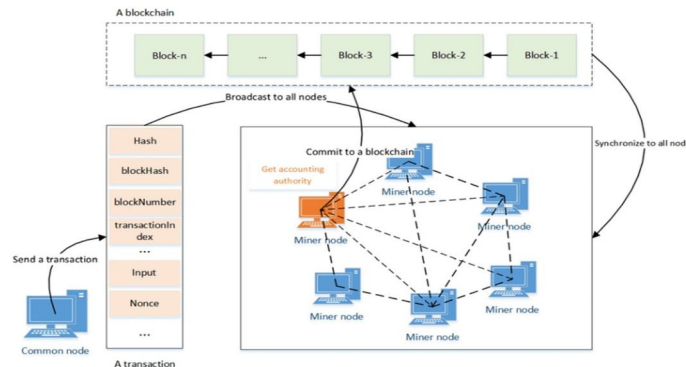 A blockchain
Block-n
...
Block-3
Block-2
Block-1
Broadcast to all nodes
Hash
blockHash
blockNumber
transactionIn
dex
...
Input
Nonce
...
A transaction
Send a transaction
Common node
Commit to a blockchain
Get accounting
authority
Synchronize to all nod
Miner node
Miner node
Miner node
Miner node
Miner node
Miner node